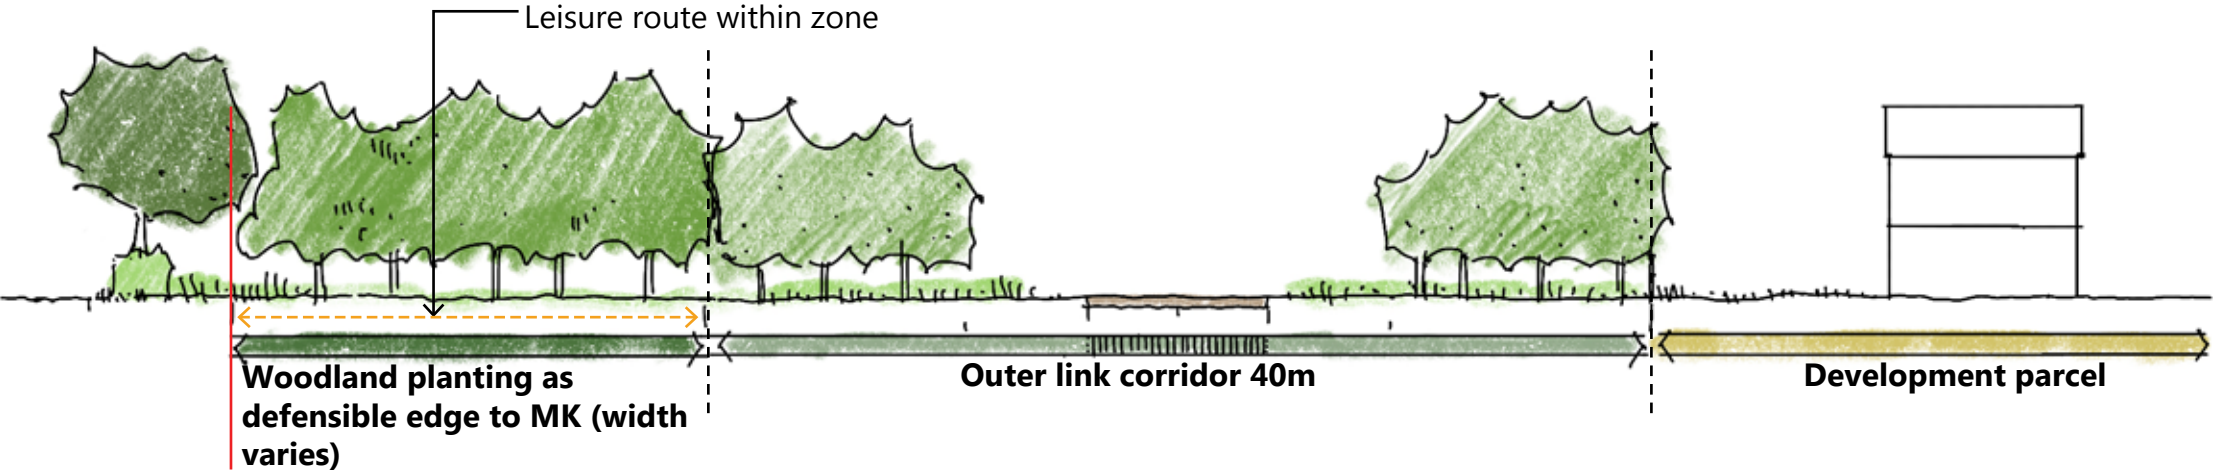 Leisure route within zone
Woodland planting as
defensible edge to MK (width
varies)
Outer link corridor 40m
Development parcel